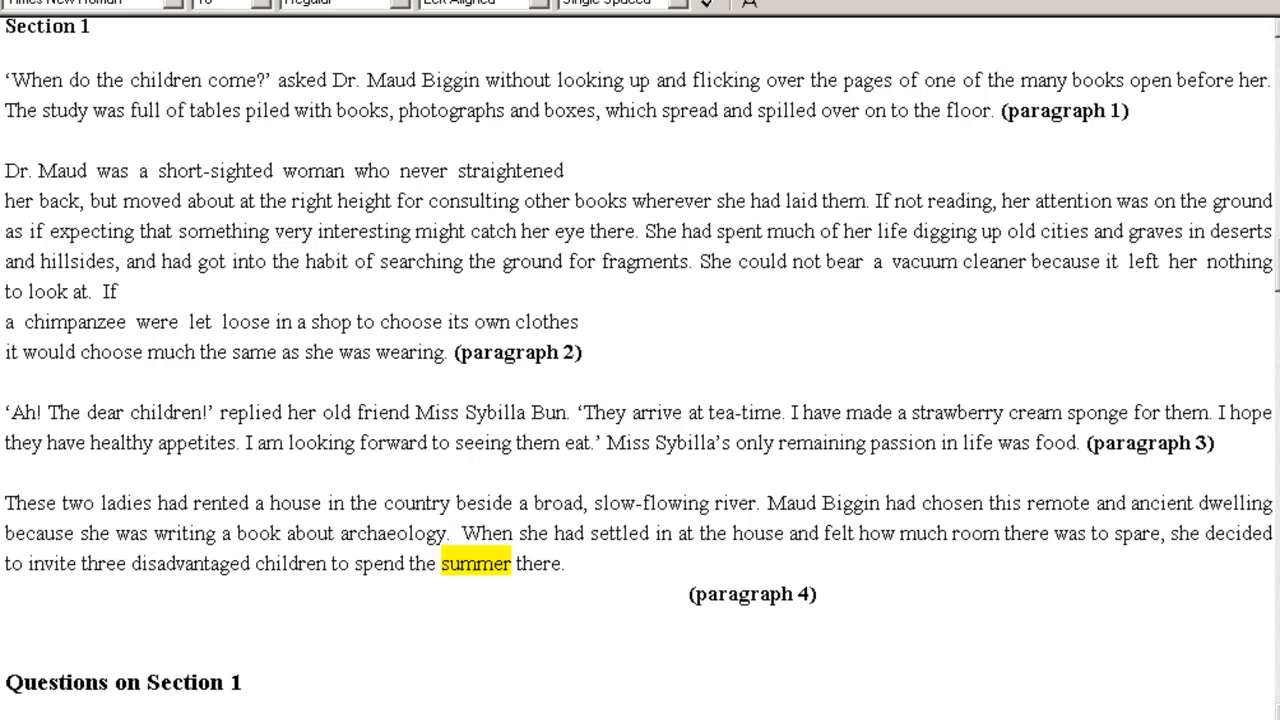 Times New Roman 16 Regular Left Aligned Single Spaced
Section 1
‘When do the children come?’ asked Dr. Maud Biggin without looking up and flicking over the pages of one of the many books open before her.
The study was full of tables piled with books, photographs and boxes, which spread and spilled over on to the floor. (paragraph 1)
Dr. Maud was a short-sighted woman who never straightened
her back, but moved about at the right height for consulting other books wherever she had laid them. If not reading, her attention was on the ground
as if expecting that something very interesting might catch her eye there. She had spent much of her life digging up old cities and graves in deserts
and hillsides, and had got into the habit of searching the ground for fragments. She could not bear a vacuum cleaner because it left her nothing
to look at. If
a chimpanzee were let loose in a shop to choose its own clothes
it would choose much the same as she was wearing. (paragraph 2)
‘Ah! The dear children!’ replied her old friend Miss Sybilla Bun. ‘They arrive at tea-time. I have made a strawberry cream sponge for them. I hope
they have healthy appetites. I am looking forward to seeing them eat.’ Miss Sybilla’s only remaining passion in life was food. (paragraph 3)
These two ladies had rented a house in the country beside a broad, slow-flowing river. Maud Biggin had chosen this remote and ancient dwelling
because she was writing a book about archaeology. When she had settled in at the house and felt how much room there was to spare, she decided
to invite three disadvantaged children to spend the summer there.
(paragraph 4)
Questions on Section 1